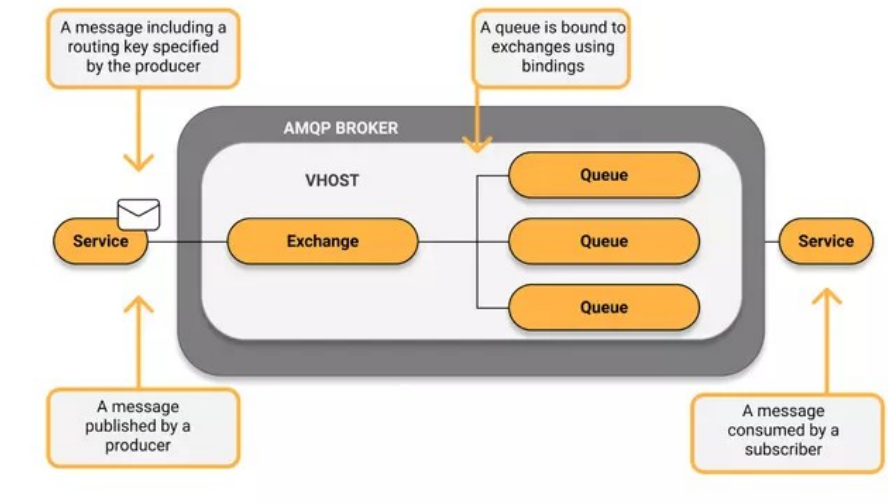 A message including a
routing key specified
by the producer
A queue is bound to
exchanges using
bindings
AMQP BROKER
VHOST
Queue
Service
Exchange
Queue
Service
Queue
A message
published by a
producer
A message
consumed by a
subscriber